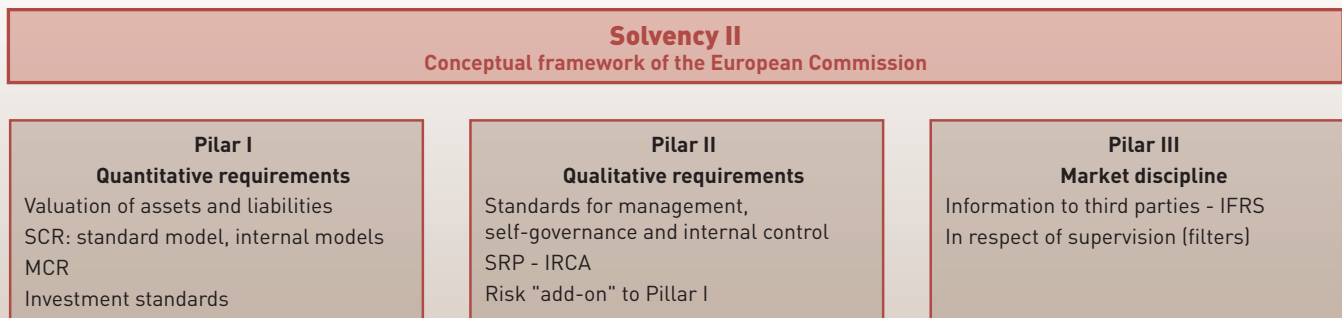 Solvency II
Conceptual framework of the European Commission
Pilar I
Quantitative requirements
Valuation of assets and liabilities
SCR: standard model, internal models
MCR
Investment standards
Pilar II
Qualitative requirements
Standards for management,
self-governance and internal control
SRP - IRCA
Risk "add-on" to Pillar I
Pilar III
Market discipline
Information to third parties - IFRS
In respect of supervision (filters)